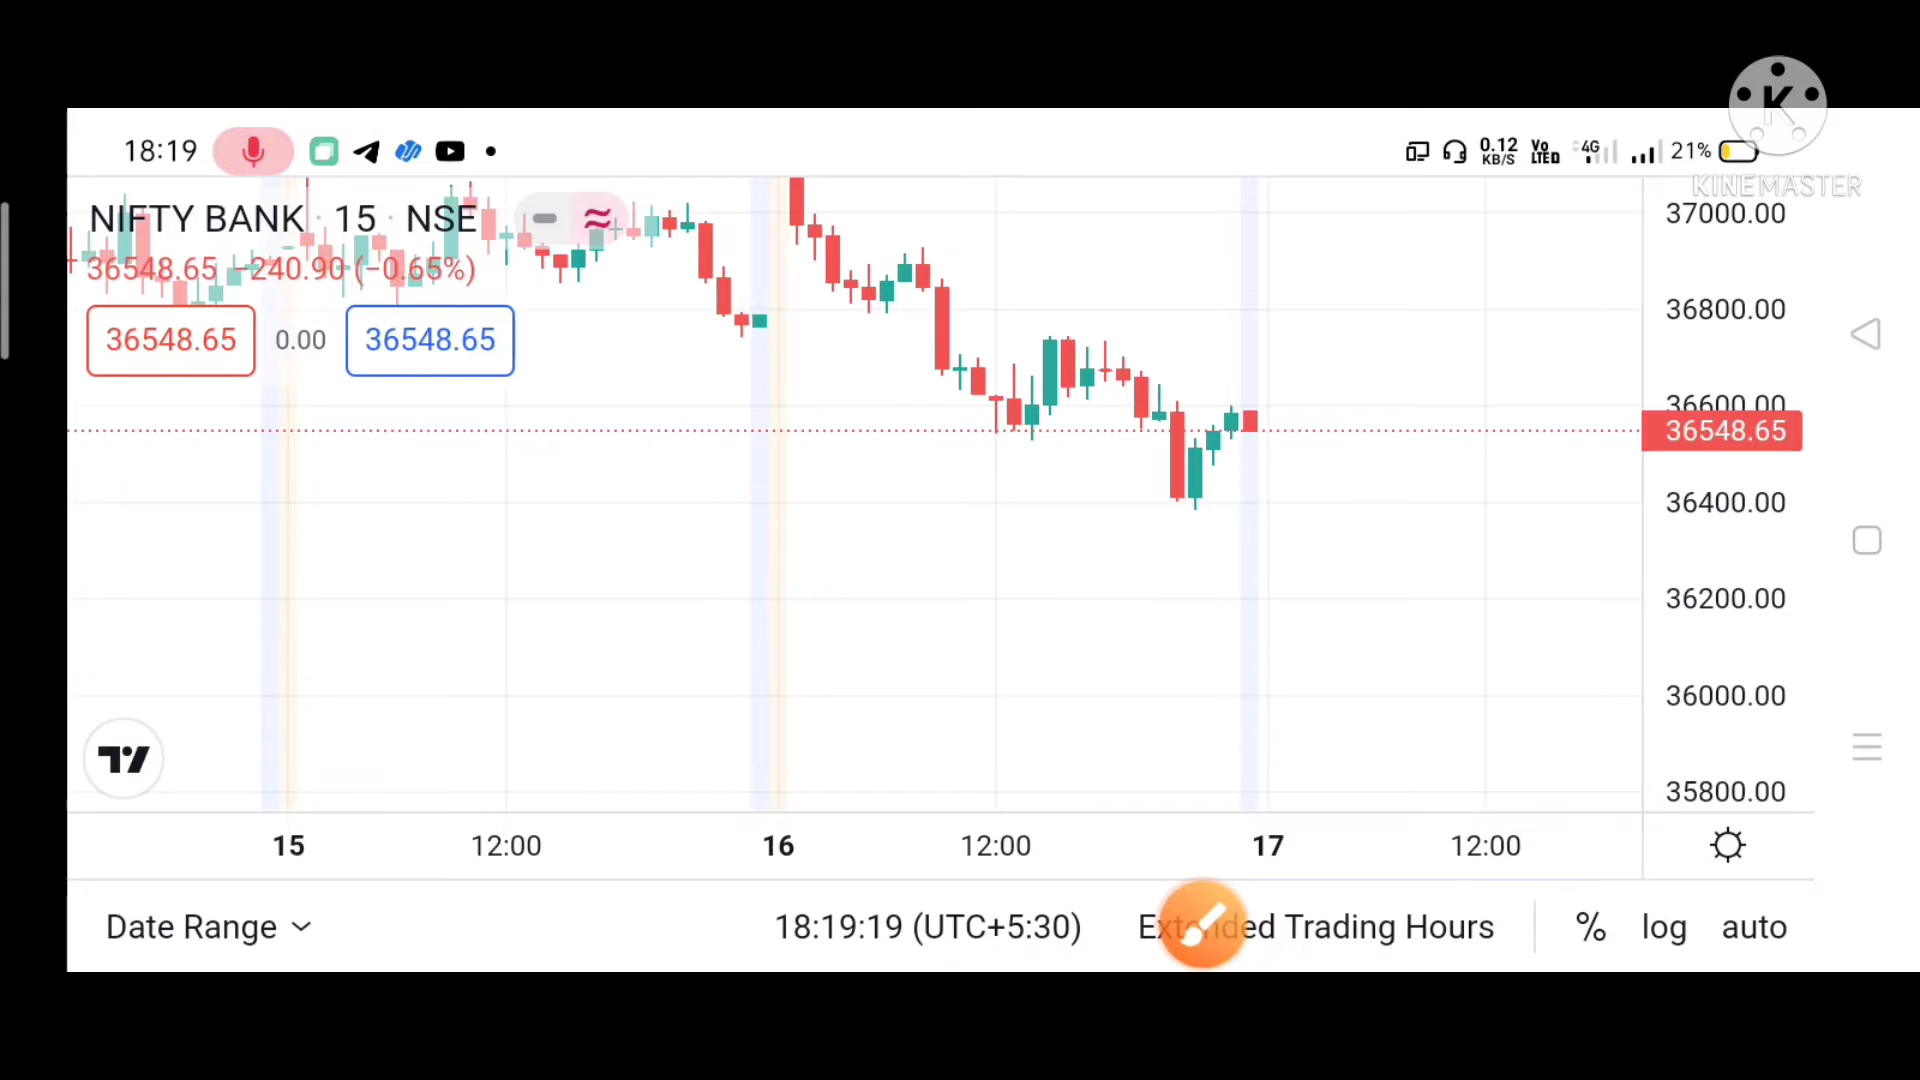 18:19
0.12
KB/S
Vo
LTED
4G
21%
K
KINEMASTER
NIFTY BANK · 15 · NSE
36548.65 −240.90 (−0.65%)
36548.65 0.00 36548.65
37000.00
36800.00
36600.00
36548.65
36400.00
36200.00
36000.00
35800.00
15 12:00 16 12:00 17 12:00
Date Range 18:19:19 (UTC+5:30) Extended Trading Hours % log auto